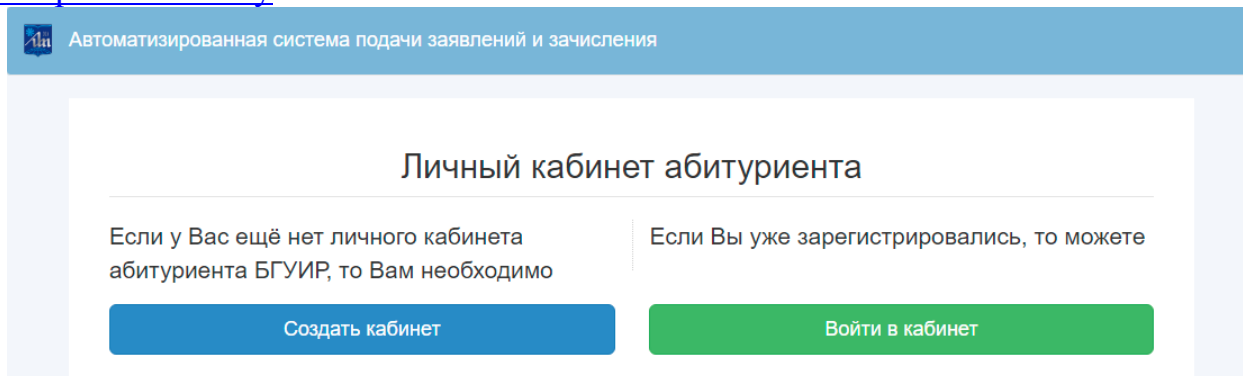 Автоматизированная система подачи заявлений и зачисления
Личный кабинет абитуриента
Если у Вас ещё нет личного кабинета
абитуриента БГУИР, то Вам необходимо
Создать кабинет
Если Вы уже зарегистрировались, то можете
Войти в кабинет